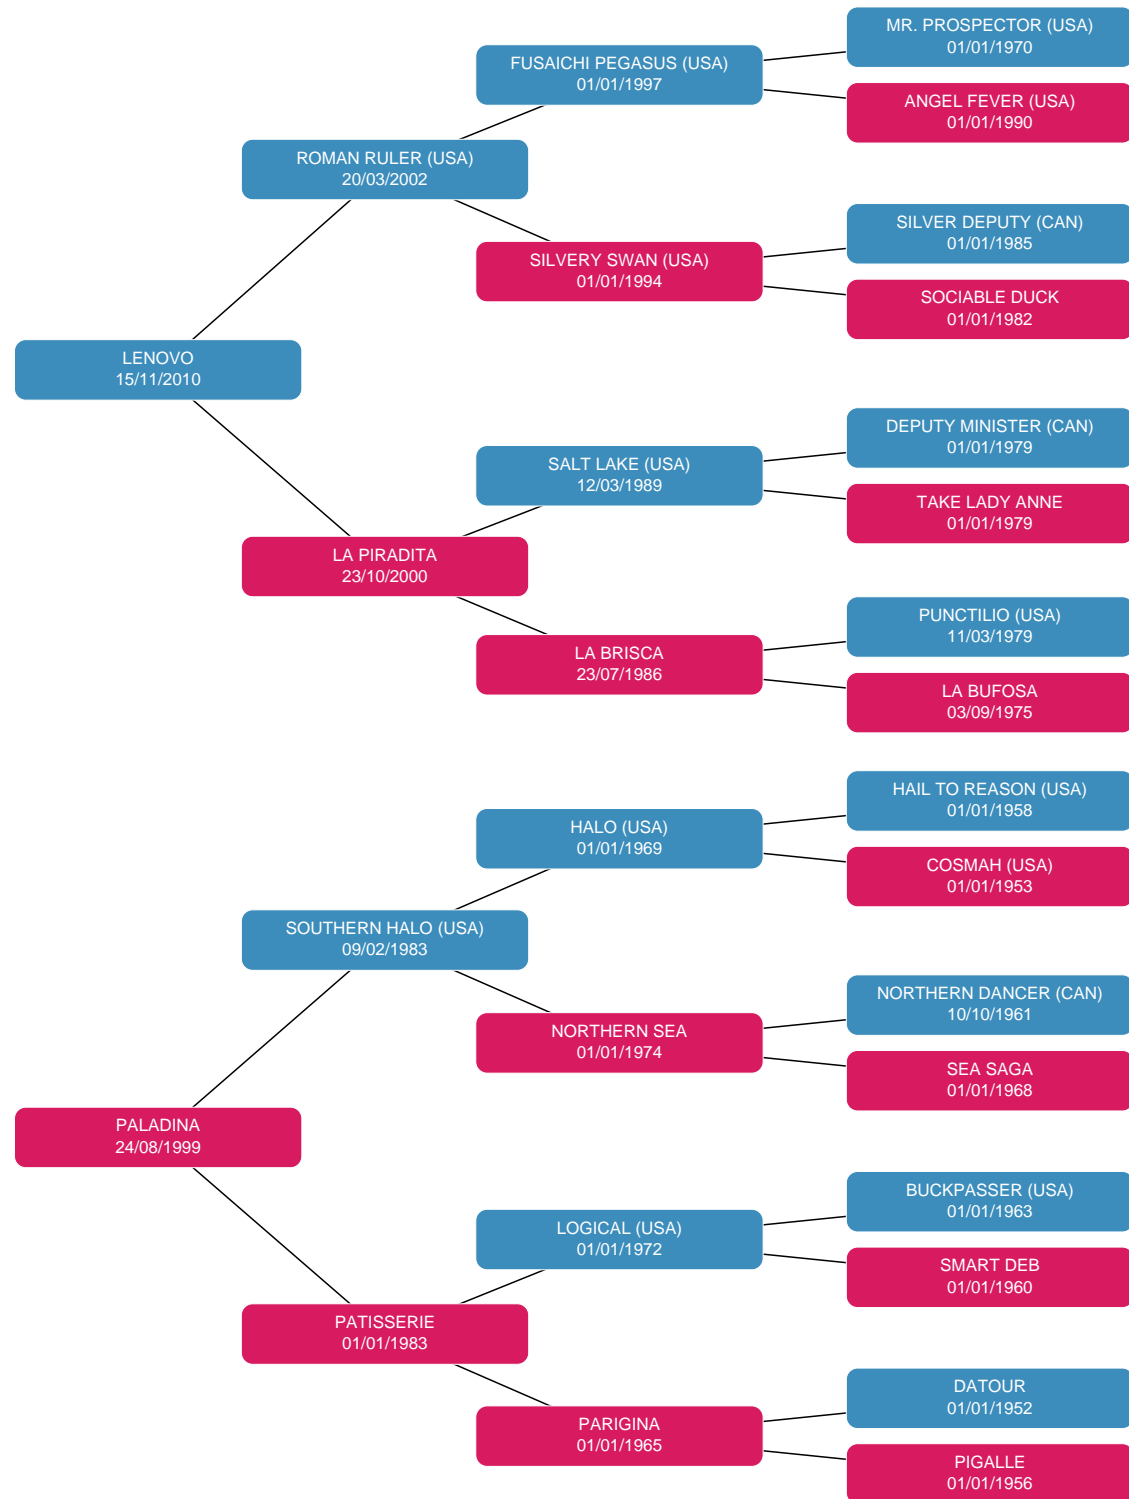 MR. PROSPECTOR (USA)
01/01/1970
FUSAICHI PEGASUS (USA)
01/01/1997
ANGEL FEVER (USA)
01/01/1990
ROMAN RULER (USA)
20/03/2002
SILVER DEPUTY (CAN)
01/01/1985
SILVERY SWAN (USA)
01/01/1994
SOCIABLE DUCK
01/01/1982
LENOVO
15/11/2010
DEPUTY MINISTER (CAN)
01/01/1979
SALT LAKE (USA)
12/03/1989
TAKE LADY ANNE
01/01/1979
LA PIRADITA
23/10/2000
PUNCTILIO (USA)
11/03/1979
LA BRISCA
23/07/1986
LA BUFOSA
03/09/1975
HAIL TO REASON (USA)
01/01/1958
HALO (USA)
01/01/1969
COSMAH (USA)
01/01/1953
SOUTHERN HALO (USA)
09/02/1983
NORTHERN DANCER (CAN)
10/10/1961
NORTHERN SEA
01/01/1974
SEA SAGA
01/01/1968
PALADINA
24/08/1999
BUCKPASSER (USA)
01/01/1963
LOGICAL (USA)
01/01/1972
SMART DEB
01/01/1960
PATISSERIE
01/01/1983
DATOUR
01/01/1952
PARIGINA
01/01/1965
PIGALLE
01/01/1956